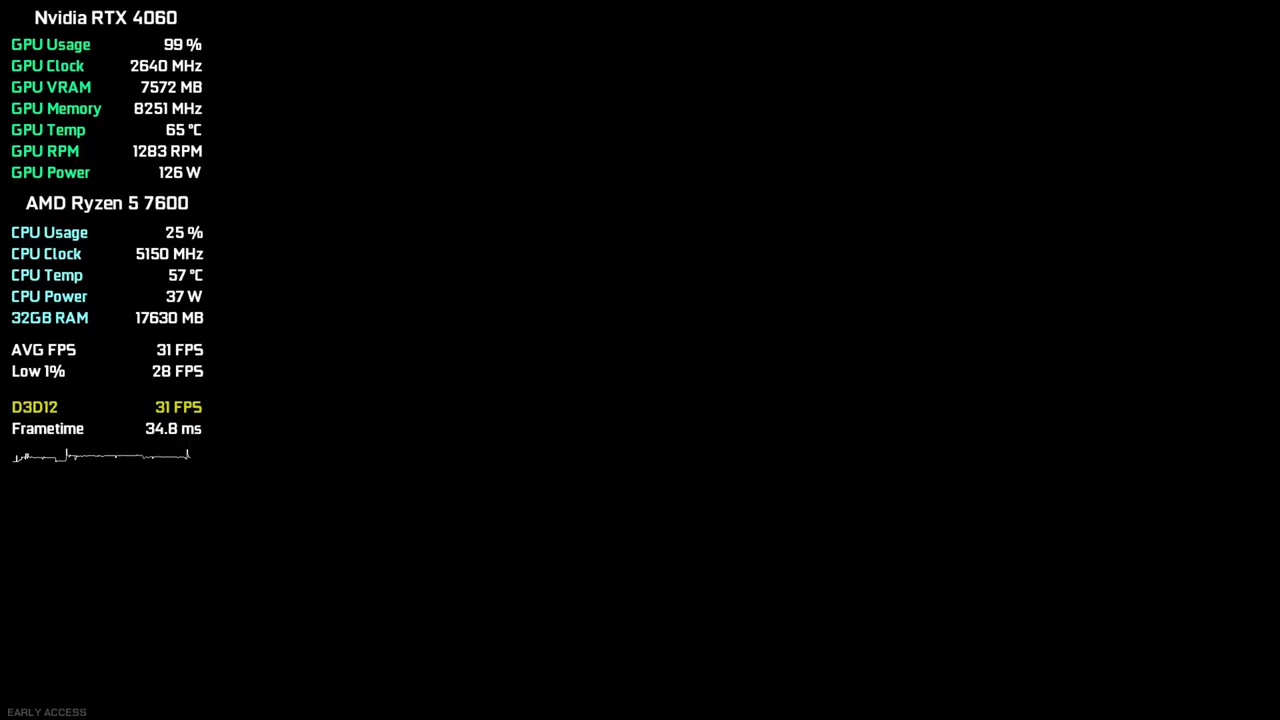 Nvidia RTX 4060
GPU Usage 99 %
GPU Clock 2640 MHz
GPU VRAM 7572 MB
GPU Memory 8251 MHz
GPU Temp 65 °C
GPU RPM 1283 RPM
GPU Power 126 W
AMD Ryzen 5 7600
CPU Usage 25 %
CPU Clock 5150 MHz
CPU Temp 57 °C
CPU Power 37 W
32GB RAM 17630 MB
AVG FPS 31 FPS
Low 1% 28 FPS
D3D12 31 FPS
Frametime 34.8 ms
EARLY ACCESS